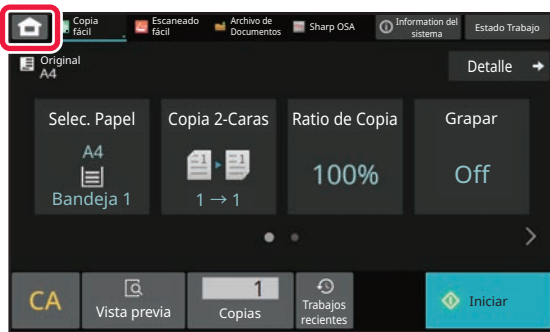 Copia
fácil
Escaneado
fácil
Archivo de
Documentos
Sharp OSA
Information del
sistema
Estado Trabajo
Original
A4
Detalle
Selec. Papel
A4
Bandeja 1
Copia 2-Caras
1 1
1 → 1
Ratio de Copia
100%
Grapar
Off
CA
Vista previa
1
Copias
Trabajos
recientes
Iniciar